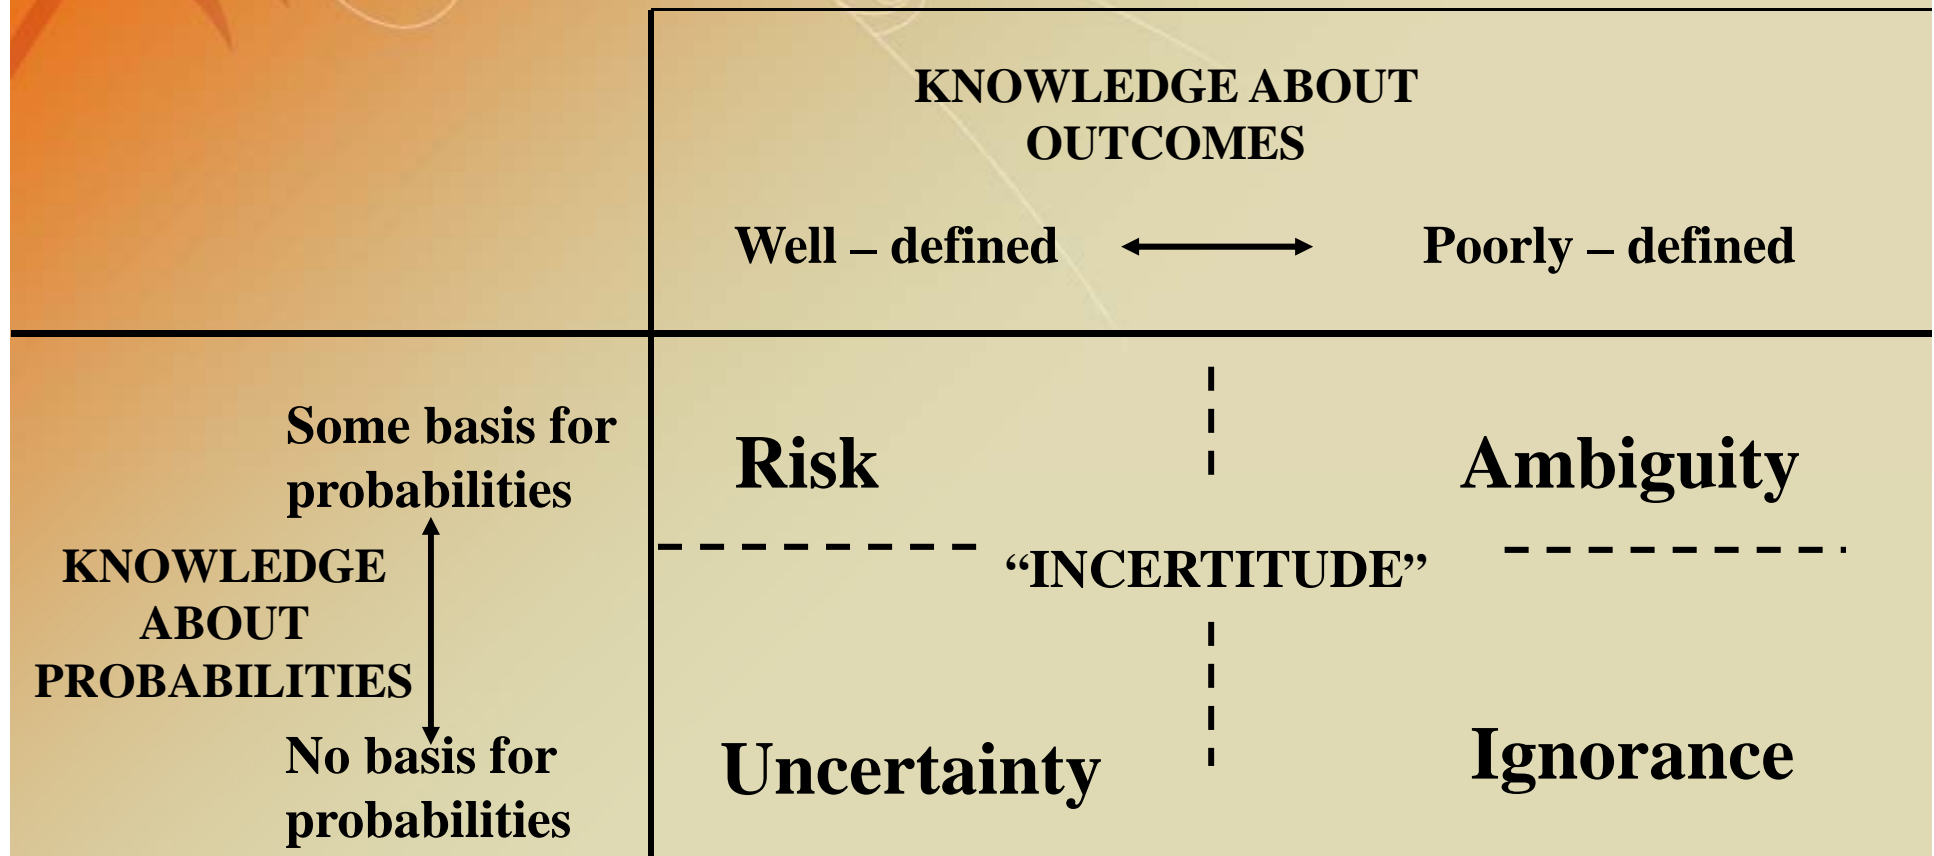 KNOWLEDGE ABOUT
OUTCOMES
Well – defined
Poorly – defined
Some basis for
probabilities
Risk
Ambiguity
KNOWLEDGE
ABOUT
PROBABILITIES
“INCERTITUDE”
No basis for
probabilities
Uncertainty
Ignorance